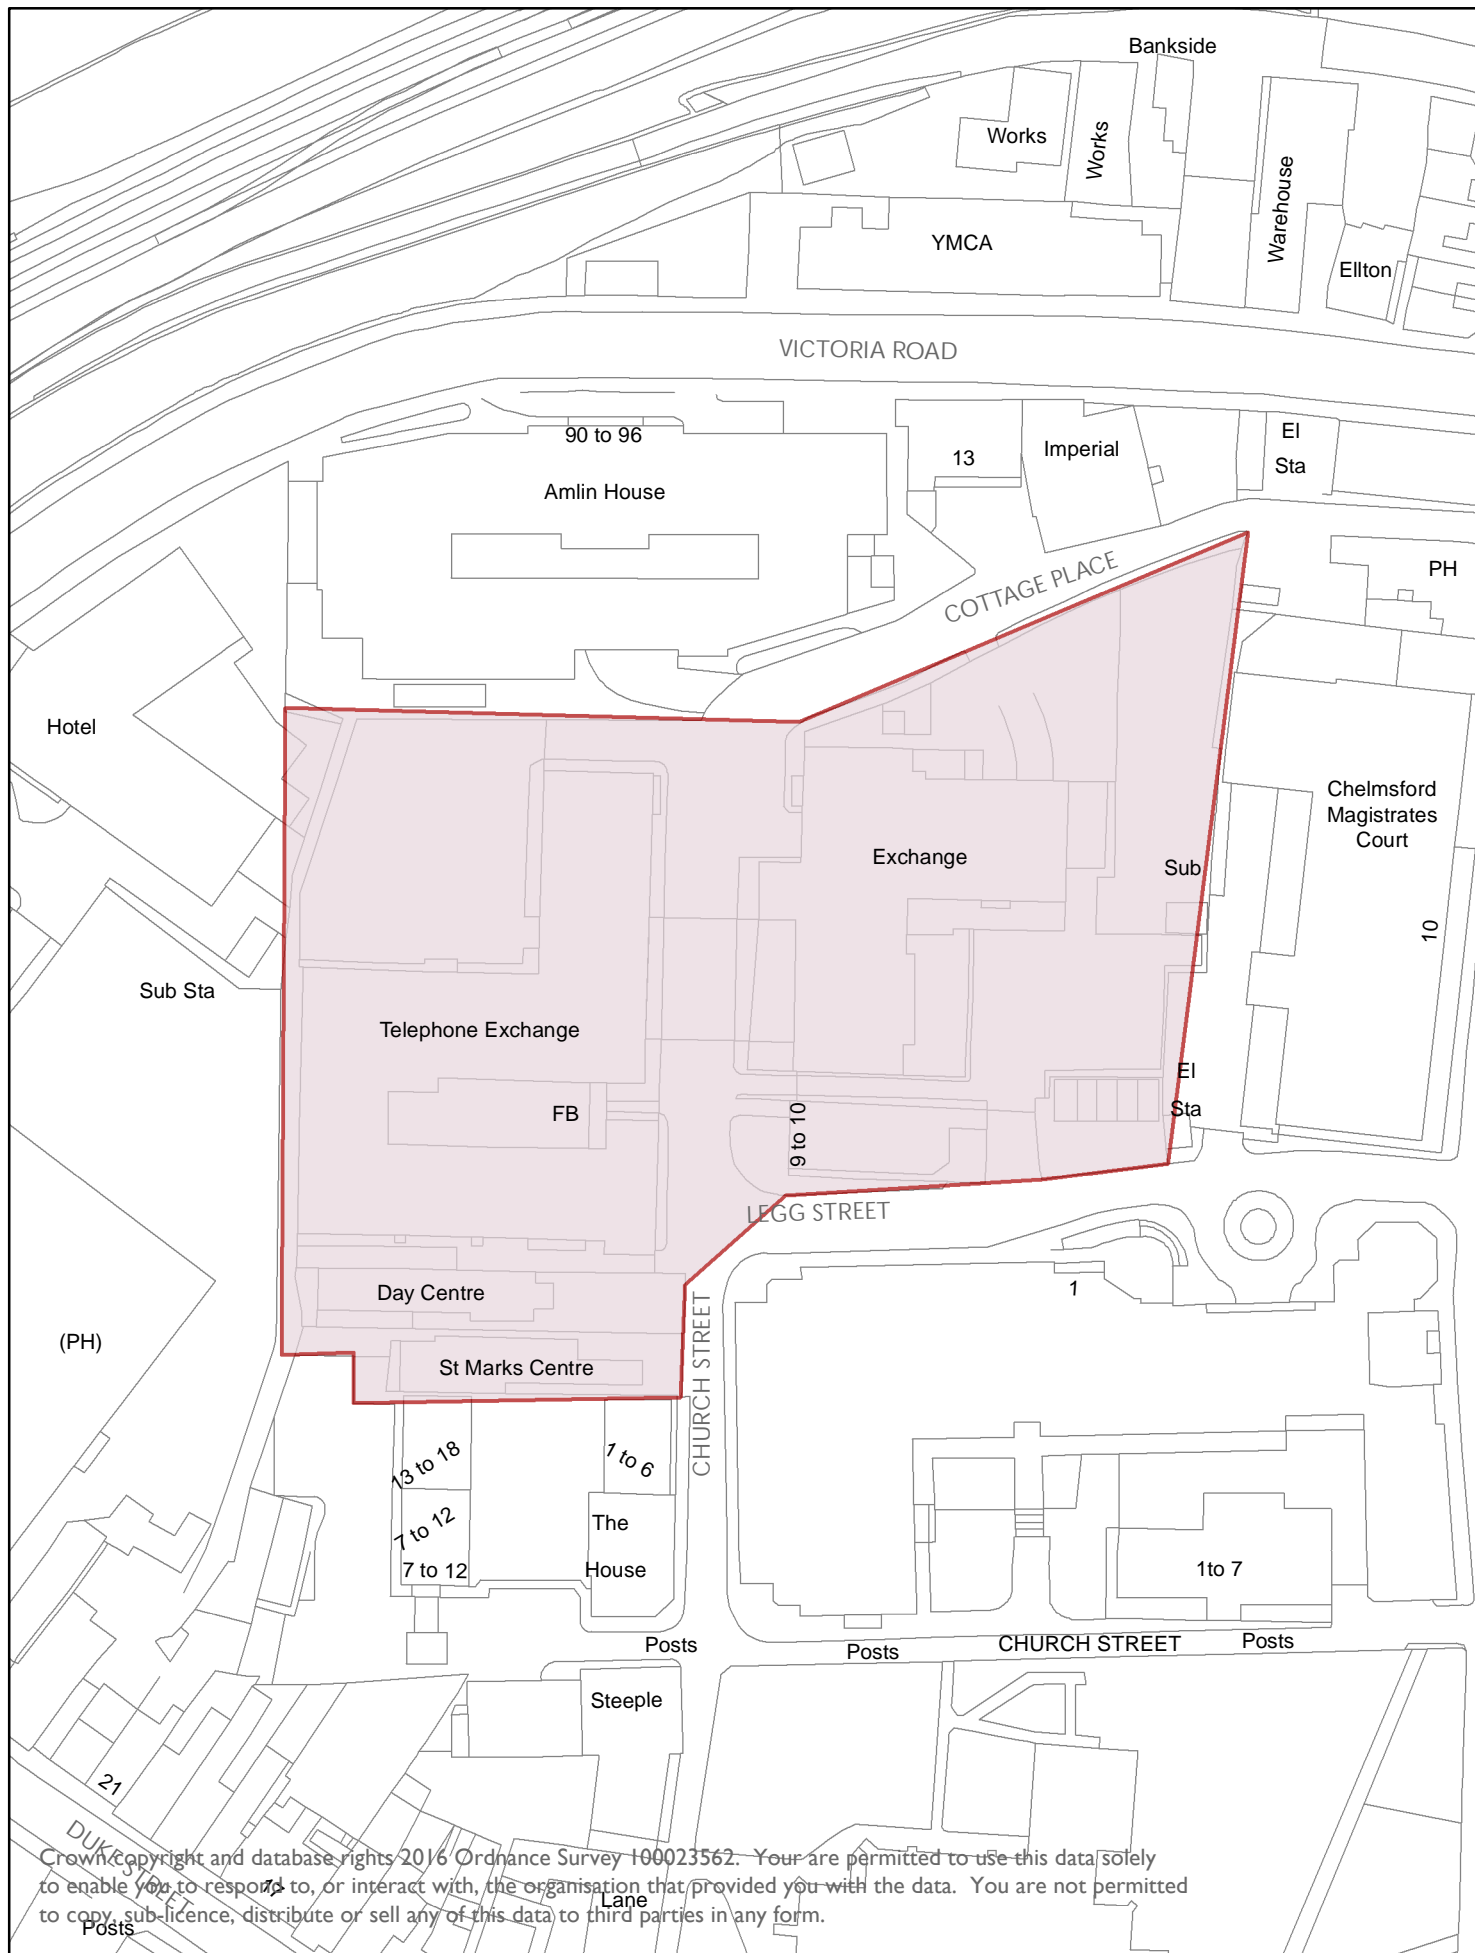 Bankside
Works
Works
Warehouse
YMCA
Ellton
VICTORIA ROAD
90 to 96
13
Imperial
El
Sta
Amlin House
COTTAGE PLACE
PH
Hotel
Chelmsford
Magistrates
Court
Exchange
Sub
10
Sub Sta
Telephone Exchange
El
Sta
FB
9 to 10
LEGG STREET
Day Centre
1
(PH)
St Marks Centre
CHURCH STREET
13 to 18
1 to 6
7 to 12
The
House
7 to 12
1to 7
Posts
Posts
CHURCH STREET
Posts
Steeple
21
DUKE STREET
Crown copyright and database rights 2016 Ordnance Survey 100023562. Your are permitted to use this data solely
to enable you to respond to, or interact with, the organisation that provided you with the data. You are not permitted
to copy, sub-licence, distribute or sell any of this data to third parties in any form.
Lane
Posts